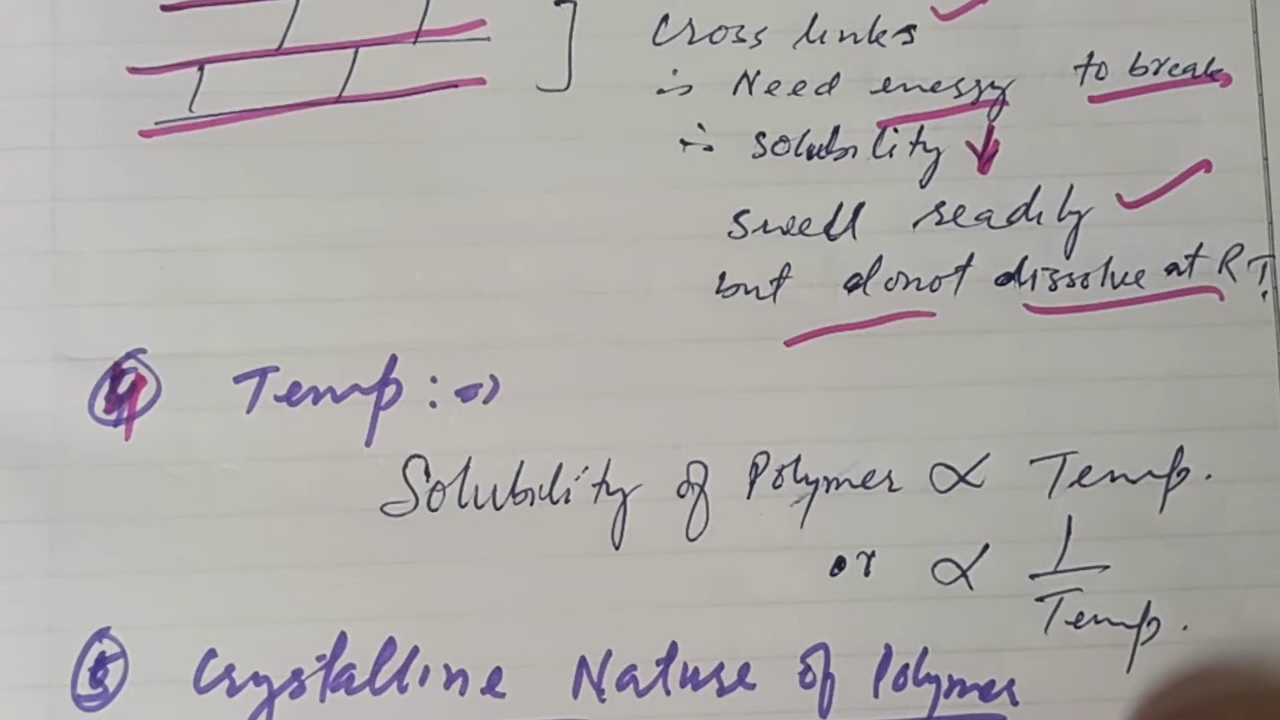 Cross links
∴ Need energy to break
∴ solubility ↓
swell readily
but donot dissolve at RT.
④ Temp : ⇒
Solubility of Polymer ∝ Temp.
or ∝ 1/Temp.
⑤ Crystalline Nature of Polymer